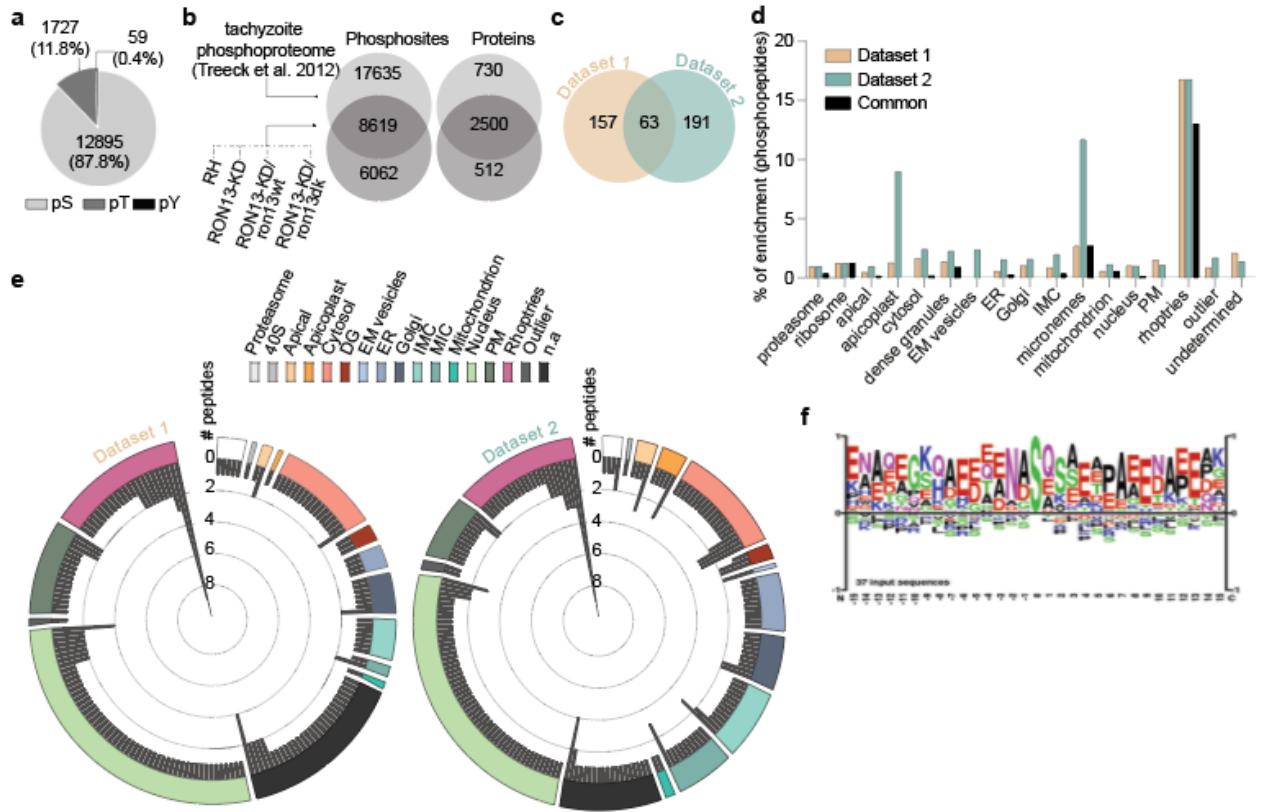 a
1727
(11.8%)
59
(0.4%)
12895
(87.8%)
pS pT pY
b
tachyzoite
phosphoproteome
(Treeck et al. 2012)
Phosphosites
Proteins
17635
730
8619
2500
6062
512
RH
RON13-KD
RON13-KD/
ron13wt
RON13-KD/
ron13dk
c
Dataset 1
Dataset 2
157
63
191
d
% of enrichment (phosphopeptides)
20
15
10
5
0
Dataset 1
Dataset 2
Common
proteasome
ribosome
apical
apicoplast
cytosol
dense granules
EM vesicles
ER
Golgi
IMC
micronemes
mitochondrion
nucleus
PM
rhoptries
outlier
undetermined
e
Proteasome
40S
Apical
Apicoplast
Cytosol
DG
EM vesicles
ER
Golgi
IMC
MIC
Mitochondrion
Nucleus
PM
Rhoptries
Outlier
n.a
Dataset 1
# peptides
0
2
4
6
8
Dataset 2
# peptides
0
2
4
6
8
f
37 input sequences
N
C